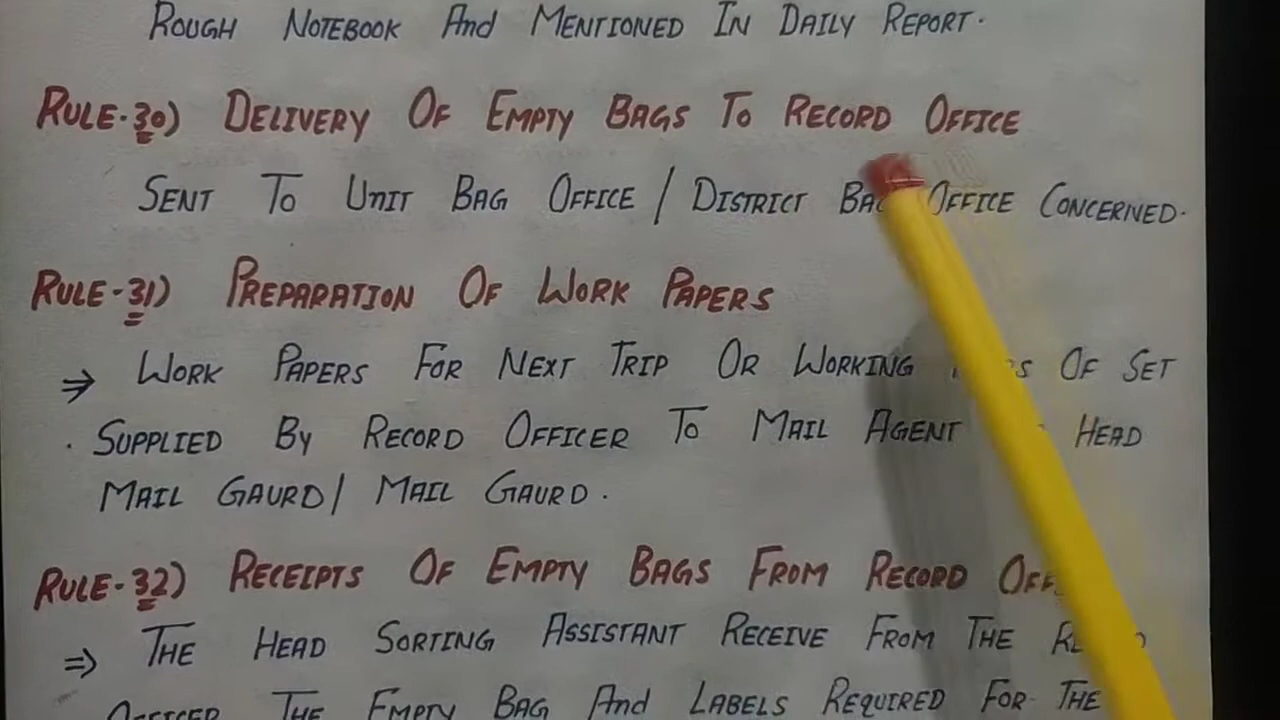 ROUGH NOTEBOOK And MENTIONED IN DAILY REPORT.
RULE-30) DELIVERY OF EMPTY BAGS TO RECORD OFFICE
SENT TO UNIT BAG OFFICE / DISTRICT BAG OFFICE CONCERNED.
RULE-31) PREPARATION OF WORK PAPERS
⇒ WORK PAPERS FOR NEXT TRIP OR WORKING OF SET
. SUPPLIED BY RECORD OFFICER TO MAIL AGENT HEAD
MAIL GAURD/ MAIL GAURD.
RULE-32) RECEIPTS OF EMPTY BAGS FROM RECORD
⇒ THE HEAD SORTING ASSISTANT RECEIVE FROM THE
OFFICER THE EMPTY BAG And LABELS REQUIRED FOR THE